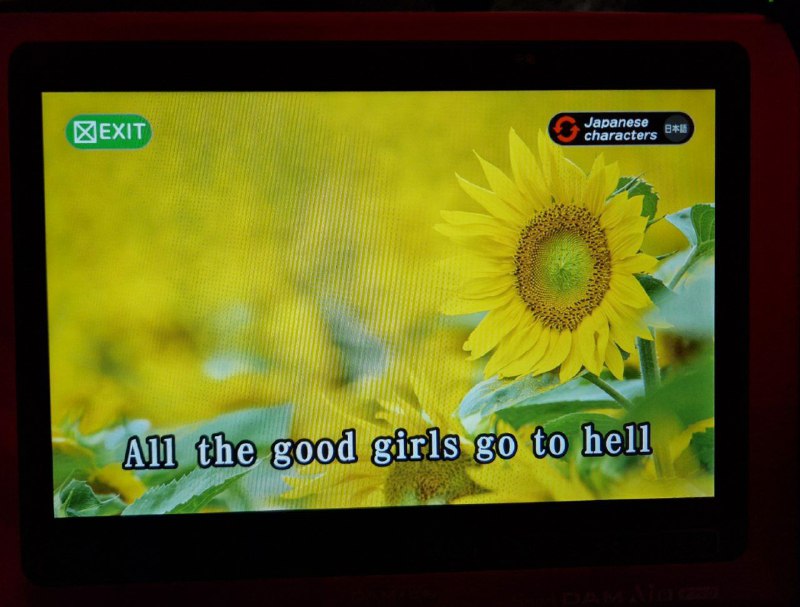 EXIT
Japanese
characters
日本語
All the good girls go to hell